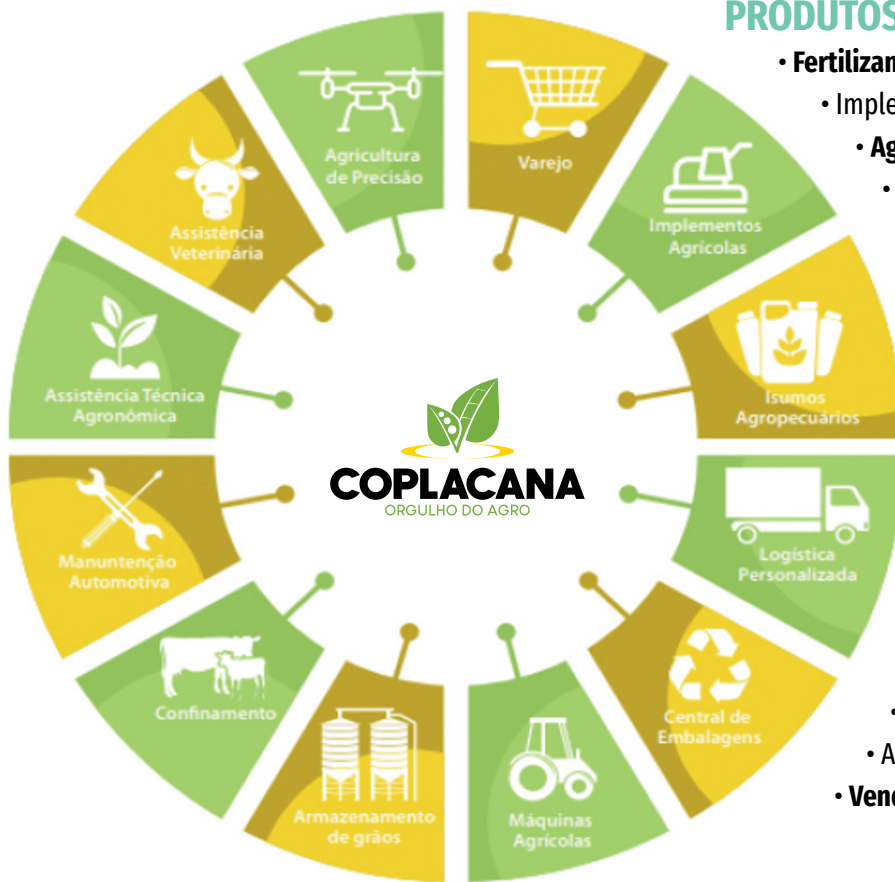 PRODUTOS
• Fertilizan
• Imple
• Ag
•
Agricultura
de Precisão
Varejo
Implementos
Agrícolas
Isumos
Agropecuários
Logística
Personalizada
Central de
Embalagens
Máquinas
Agrícolas
Armazenamento
de grãos
Confinamento
Manuntenção
Automotiva
Assistência Técnica
Agronômica
Assistência
Veterinária
COPLACANA
ORGULHO DO AGRO
•
• A
• Vend